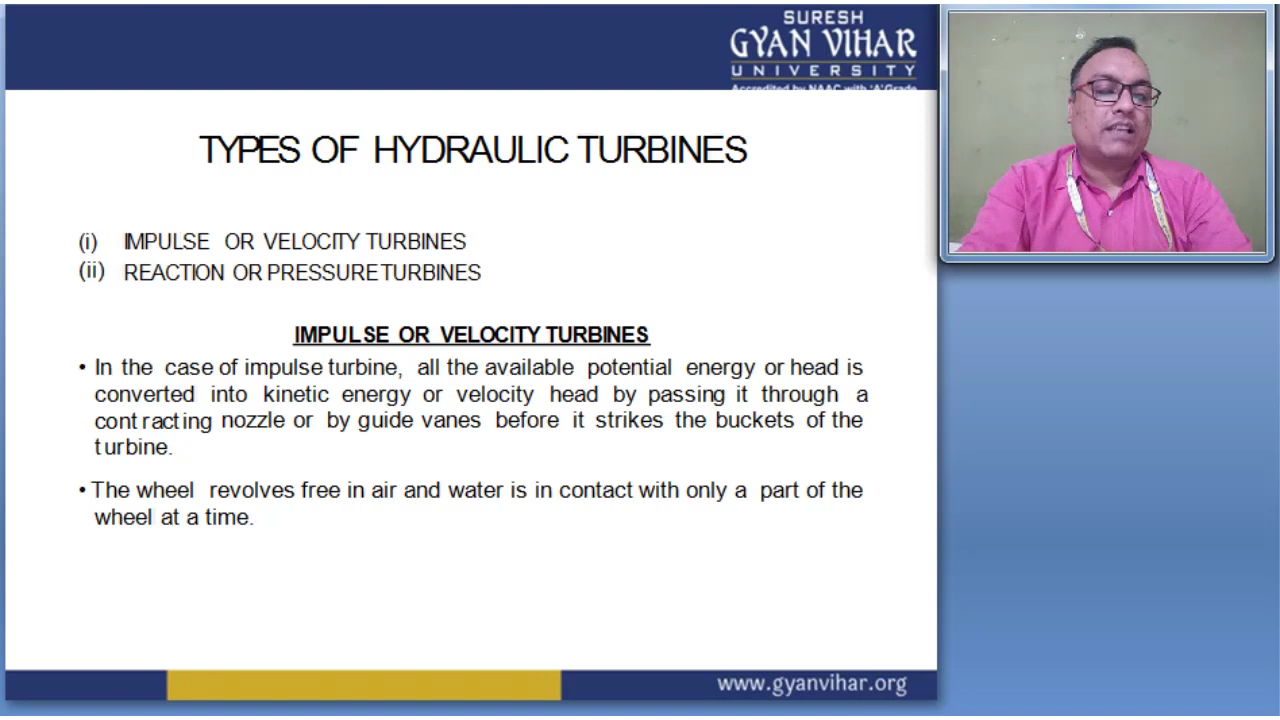 SURESH
GYAN VIHAR
UNIVERSITY
Accredited by NAAC with 'A' Grade
TYPES OF HYDRAULIC TURBINES
(i) IMPULSE OR VELOCITY TURBINES
(ii) REACTION OR PRESSURE TURBINES
IMPULSE OR VELOCITY TURBINES
• In the case of impulse turbine, all the available potential energy or head is
converted into kinetic energy or velocity head by passing it through a
contracting nozzle or by guide vanes before it strikes the buckets of the
turbine.
• The wheel revolves free in air and water is in contact with only a part of the
wheel at a time.
www.gyanvihar.org